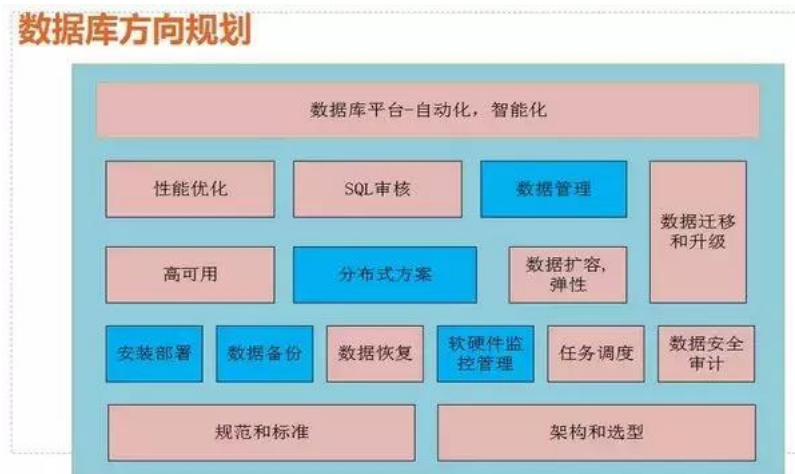 数据库方向规划
数据库平台-自动化，智能化
性能优化
SQL审核
数据管理
数据迁移
和升级
高可用
分布式方案
数据扩容,
弹性
安装部署
数据备份
数据恢复
软硬件监
控管理
任务调度
数据安全
审计
规范和标准
架构和选型